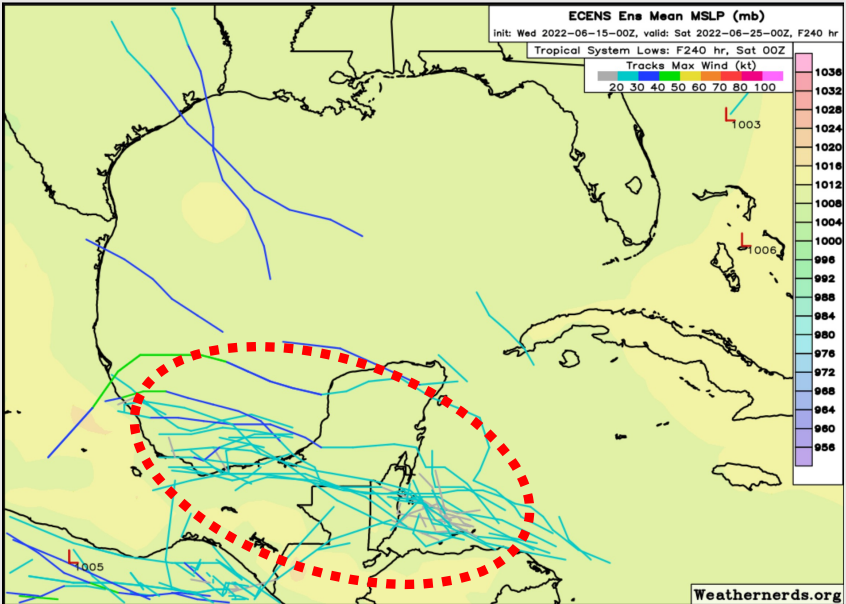 ECENS Ens Mean MSLP (mb)
init: Wed 2022-06-15-00Z, valid: Sat 2022-06-25-00Z, F240 hr
Tropical System Lows: F240 hr, Sat 00Z
Tracks Max Wind (kt)
20 30 40 50 60 70 80 100
1036
1032
1028
1024
1020
1016
1012
1008
1004
1000
996
992
988
984
980
976
972
968
964
960
956
L1003
L1006
L1005
Weathernerds.org